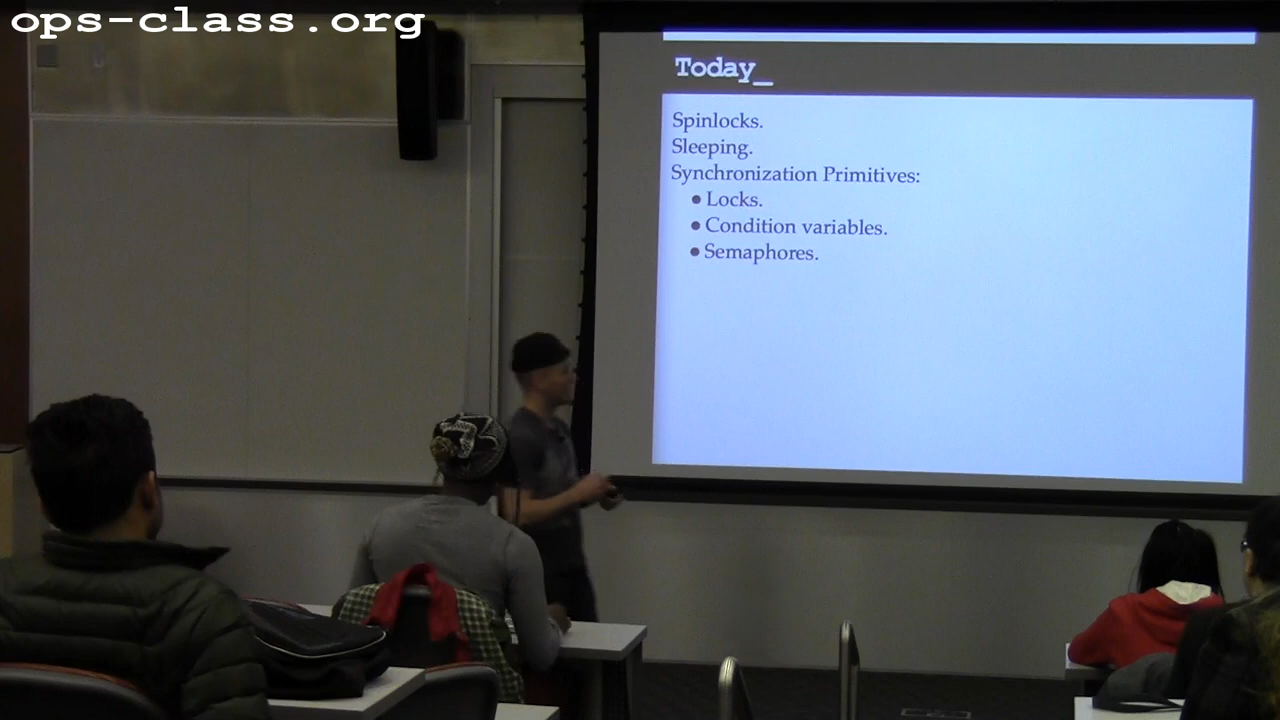 ops-class.org
Today_
Spinlocks.
Sleeping.
Synchronization Primitives:
● Locks.
● Condition variables.
● Semaphores.